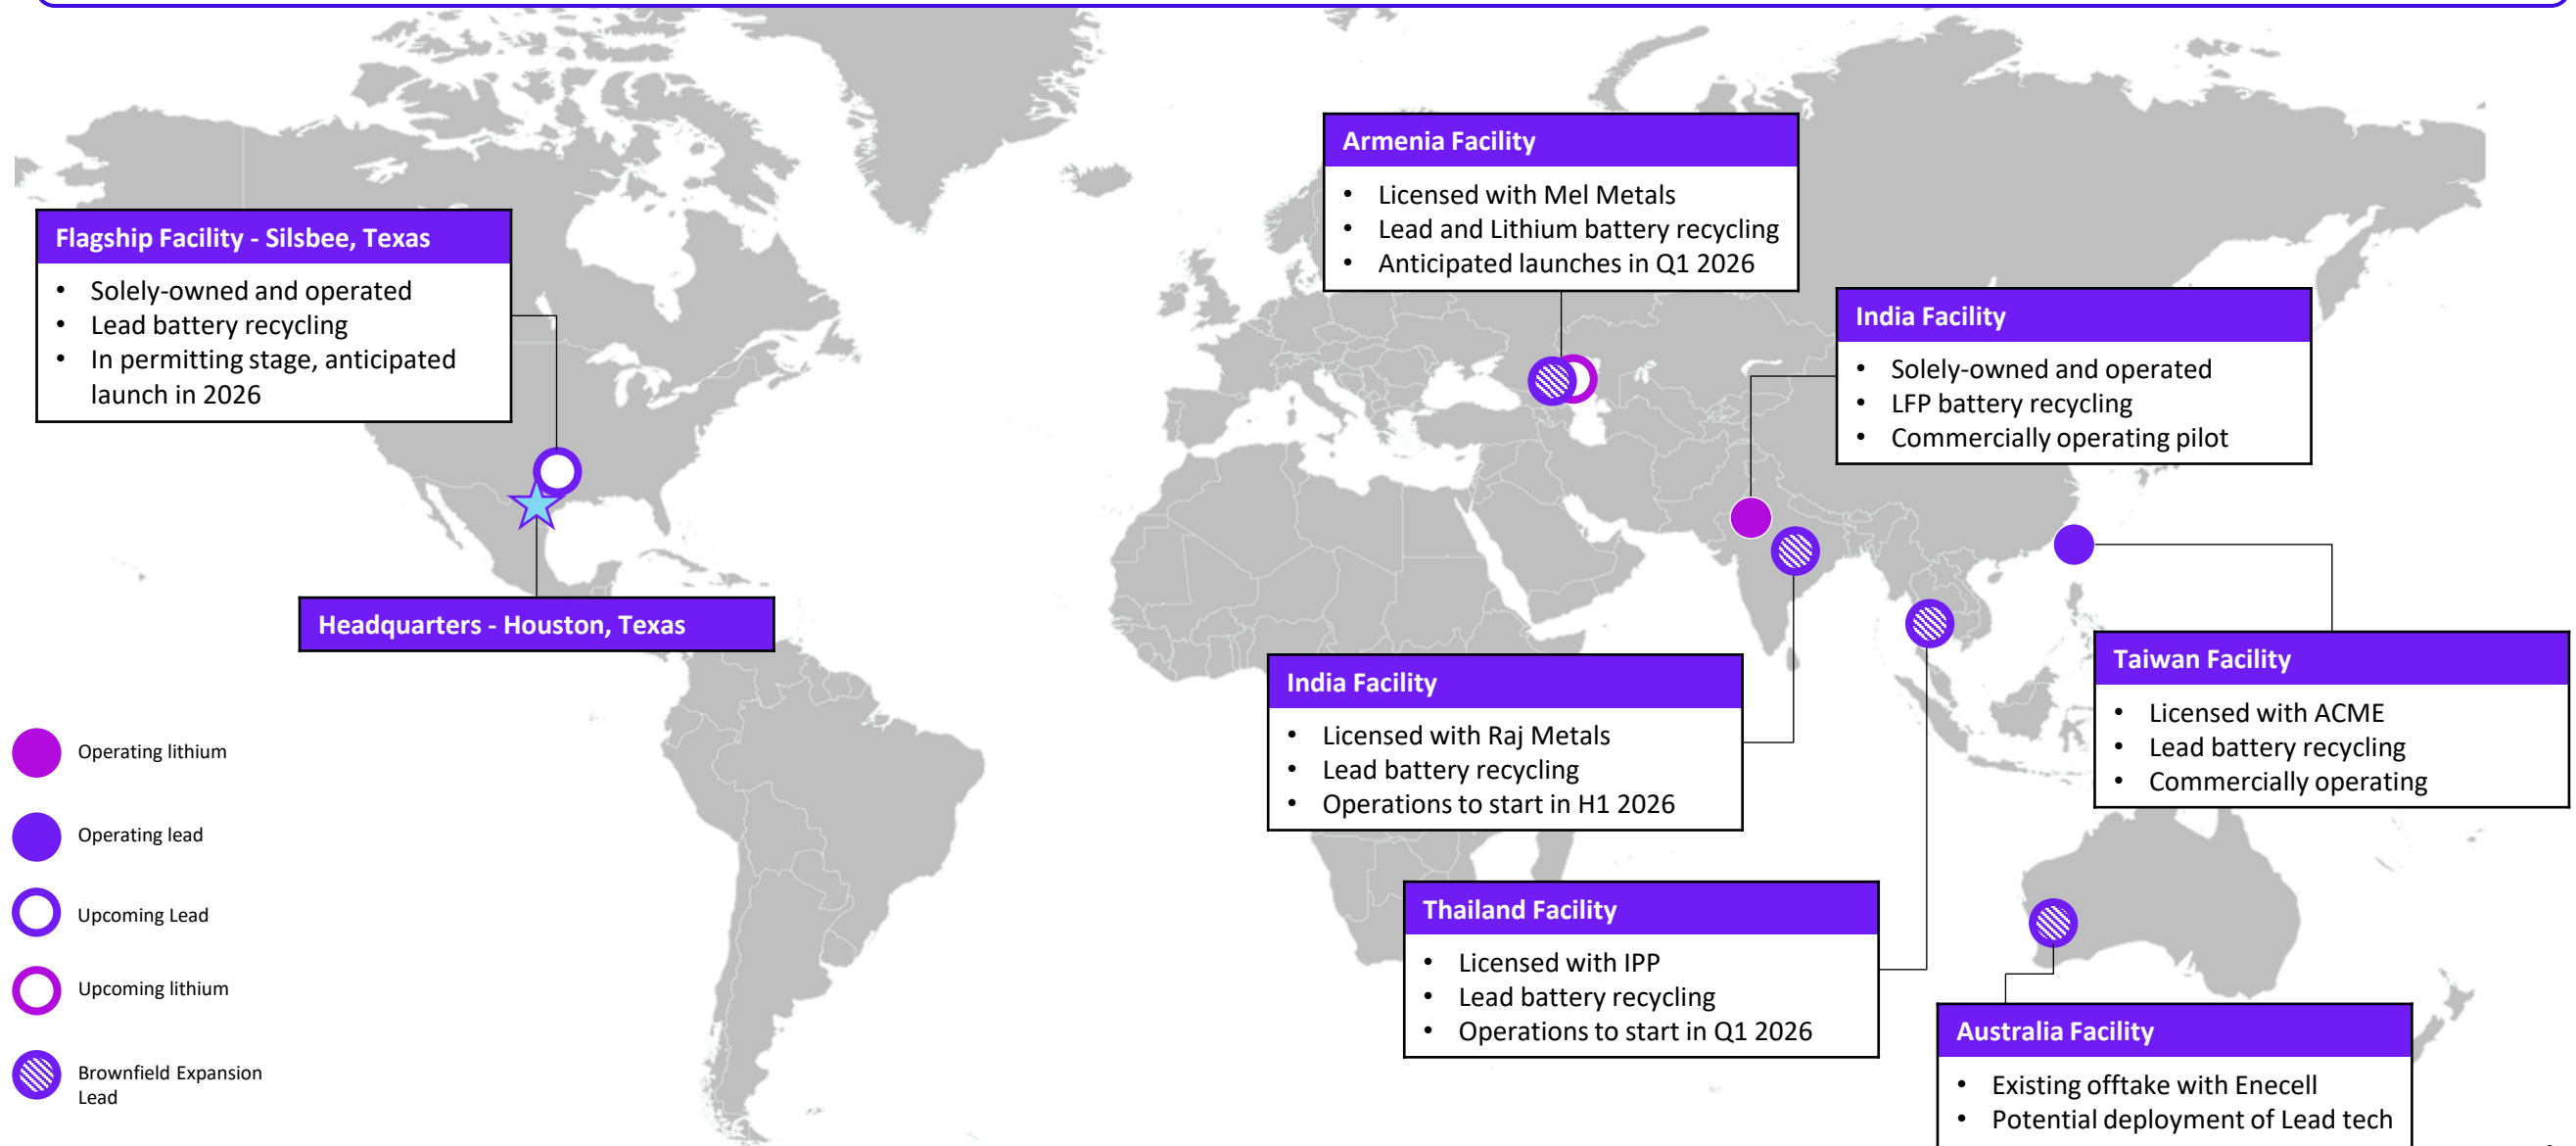 Armenia Facility
• Licensed with Mel Metals
• Lead and Lithium battery recycling
• Anticipated launches in Q1 2026
Flagship Facility - Silsbee, Texas
• Solely-owned and operated
• Lead battery recycling
• In permitting stage, anticipated
launch in 2026
India Facility
• Solely-owned and operated
• LFP battery recycling
• Commercially operating pilot
Headquarters - Houston, Texas
India Facility
• Licensed with Raj Metals
• Lead battery recycling
• Operations to start in H1 2026
Taiwan Facility
• Licensed with ACME
• Lead battery recycling
• Commercially operating
Thailand Facility
• Licensed with IPP
• Lead battery recycling
• Operations to start in Q1 2026
Australia Facility
• Existing offtake with Enecell
• Potential deployment of Lead tech
Operating lithium
Operating lead
Upcoming Lead
Upcoming lithium
Brownfield Expansion
Lead